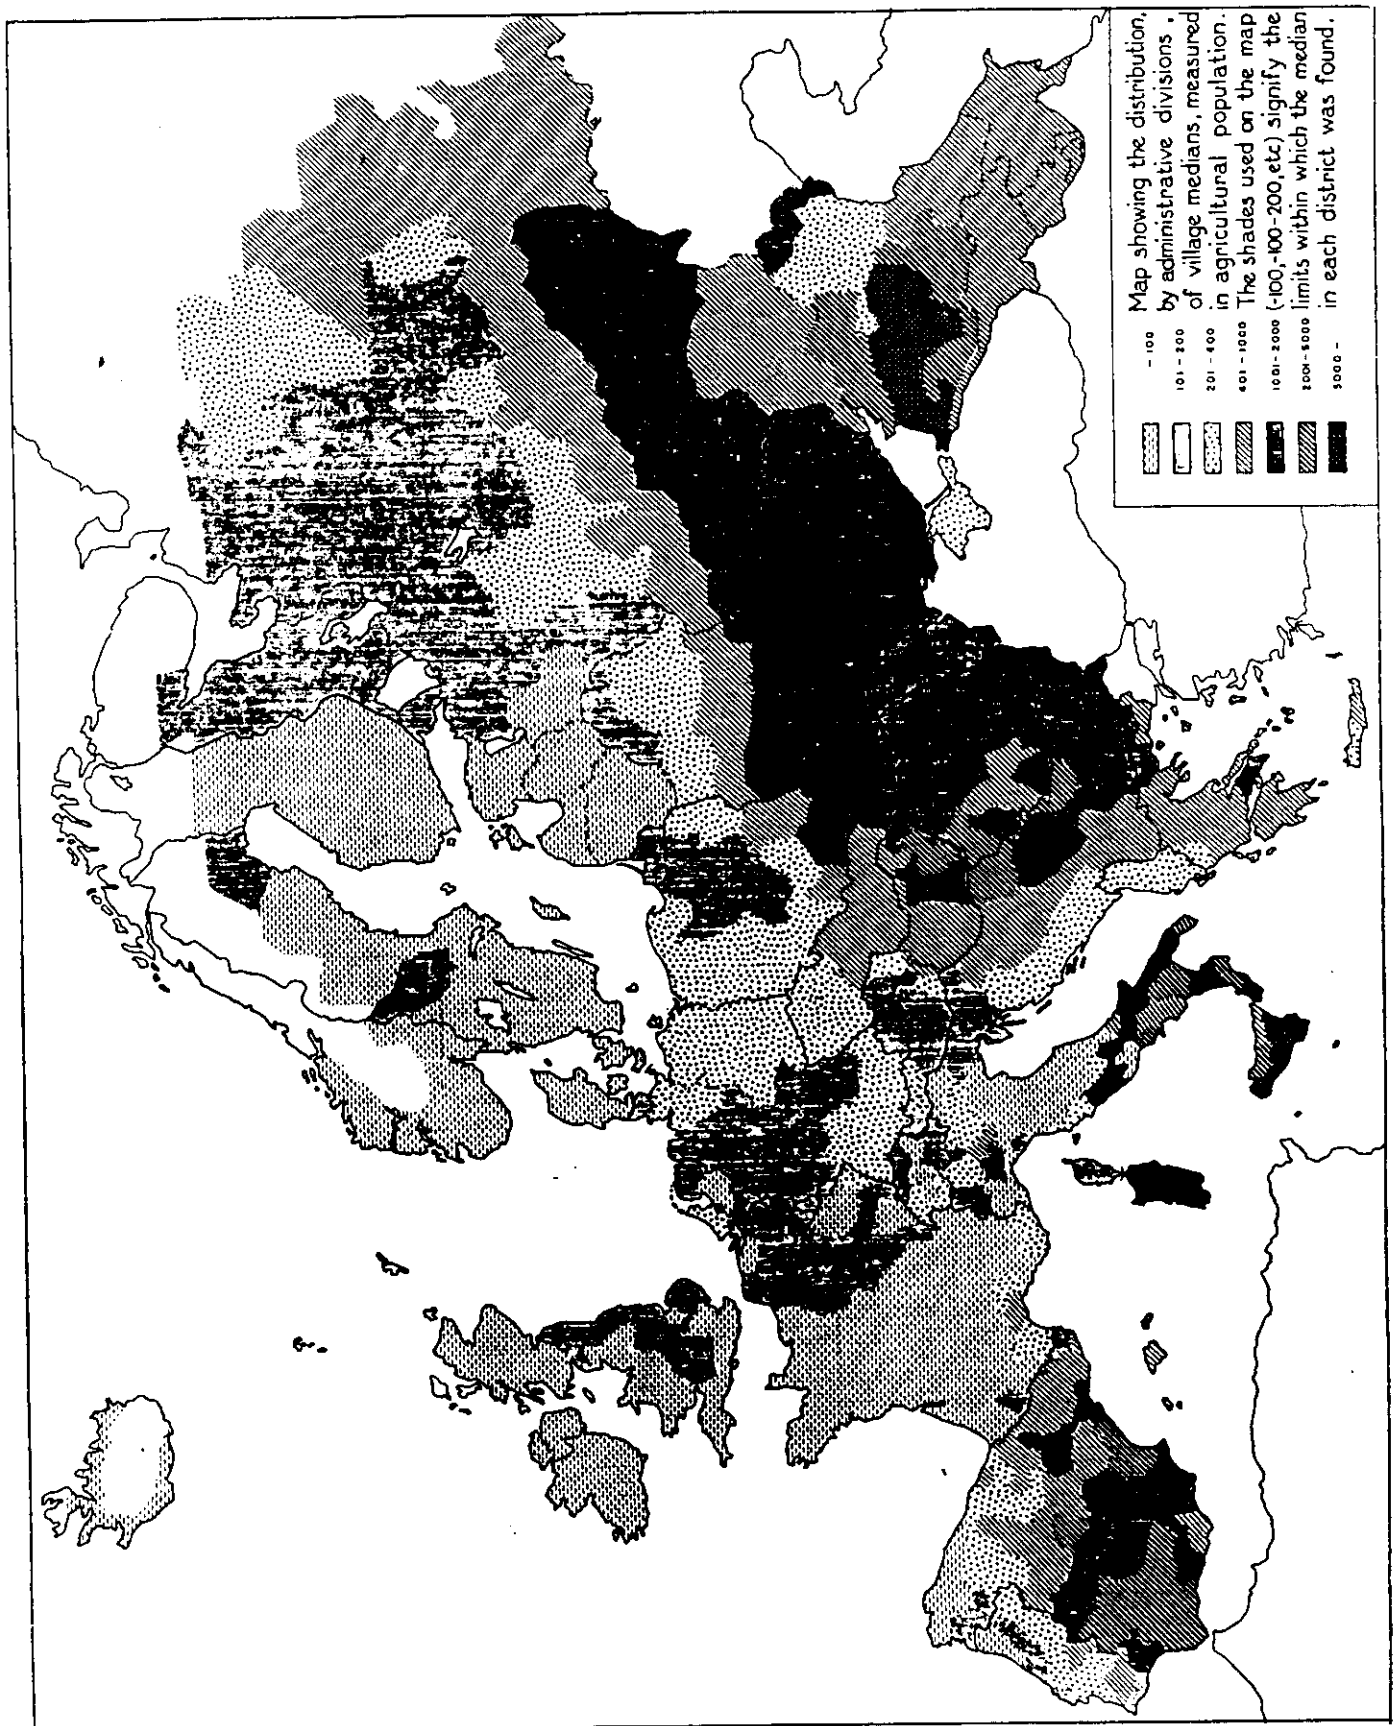 Map showing the distribution,
by administrative divisions,
of village medians, measured
in agricultural population.
The shades used on the map
(-100,-100-200,etc) signify the
limits within which the median
in each district was found.
- 100
101 - 200
201 - 400
401 - 1000
1001 - 2000
2001 - 5000
5000 -